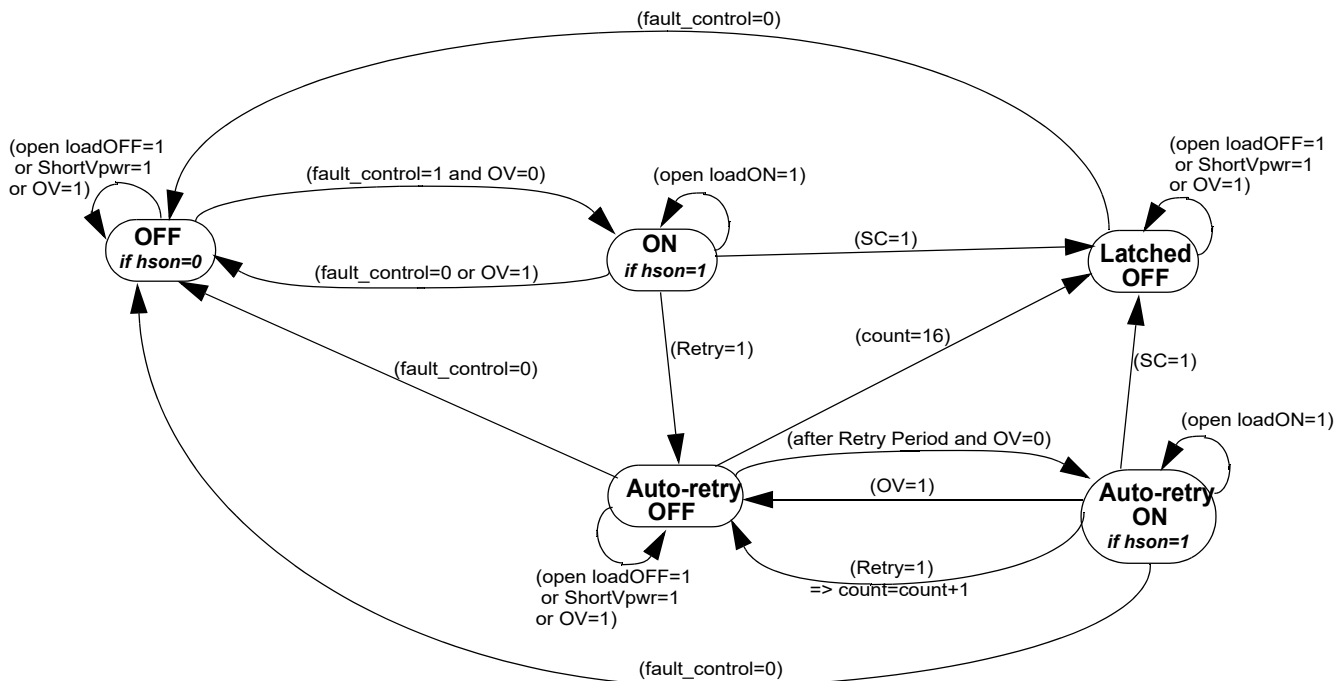 (fault_control=0)
(open loadOFF=1
or ShortVpwr=1
or OV=1)
(fault_control=1 and OV=0)
(open loadON=1)
(open loadOFF=1
or ShortVpwr=1
or OV=1)
OFF
if hson=0
ON
if hson=1
(SC=1)
Latched
OFF
(fault_control=0 or OV=1)
(Retry=1)
(count=16)
(fault_control=0)
(SC=1)
(open loadON=1)
(after Retry Period and OV=0)
Auto-retry
OFF
(OV=1)
Auto-retry
ON
if hson=1
(open loadOFF=1
or ShortVpwr=1
or OV=1)
(Retry=1)
=> count=count+1
(fault_control=0)